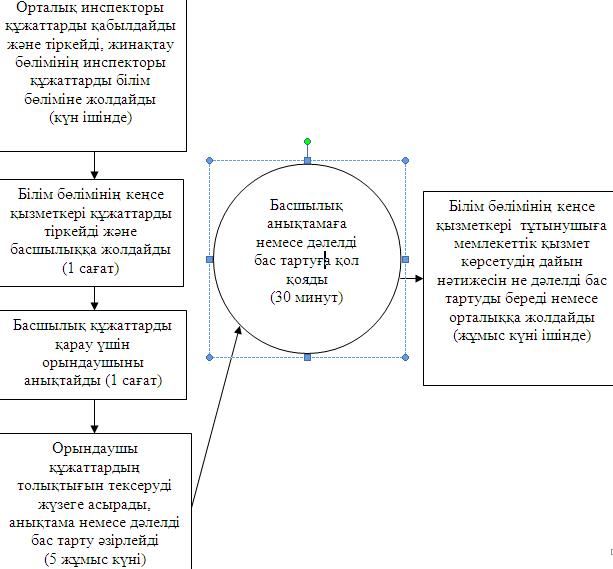 Орталық инспекторы
құжаттарды қабылдайды
және тіркейді, жинақтау
бөлімінің инспекторы
құжаттарды білім
бөліміне жолдайды
(күн ішінде)
Білім бөлімінің кеңсе
қызметкері құжаттарды
тіркейді және
басшылыққа жолдайды
(1 сағат)
Басшылық құжаттарды
қарау үшін
орындаушыны
анықтайды (1 сағат)
Орындаушы
құжаттардың
толықтығын тексеруді
жүзеге асырады,
анықтама немесе дәлелді
бас тарту әзірлейді
(5 жұмыс күні)
Басшылық
анықтамаға
немесе дәлелді
бас тартуға қол
қояды
(30 минут)
Білім бөлімінің кеңсе
қызметкері тұтынушыға
мемлекеттік қызмет
көрсетудің дайын
нәтижесін не дәлелді бас
тартуды береді немесе
орталыққа жолдайды
(жұмыс күні ішінде)